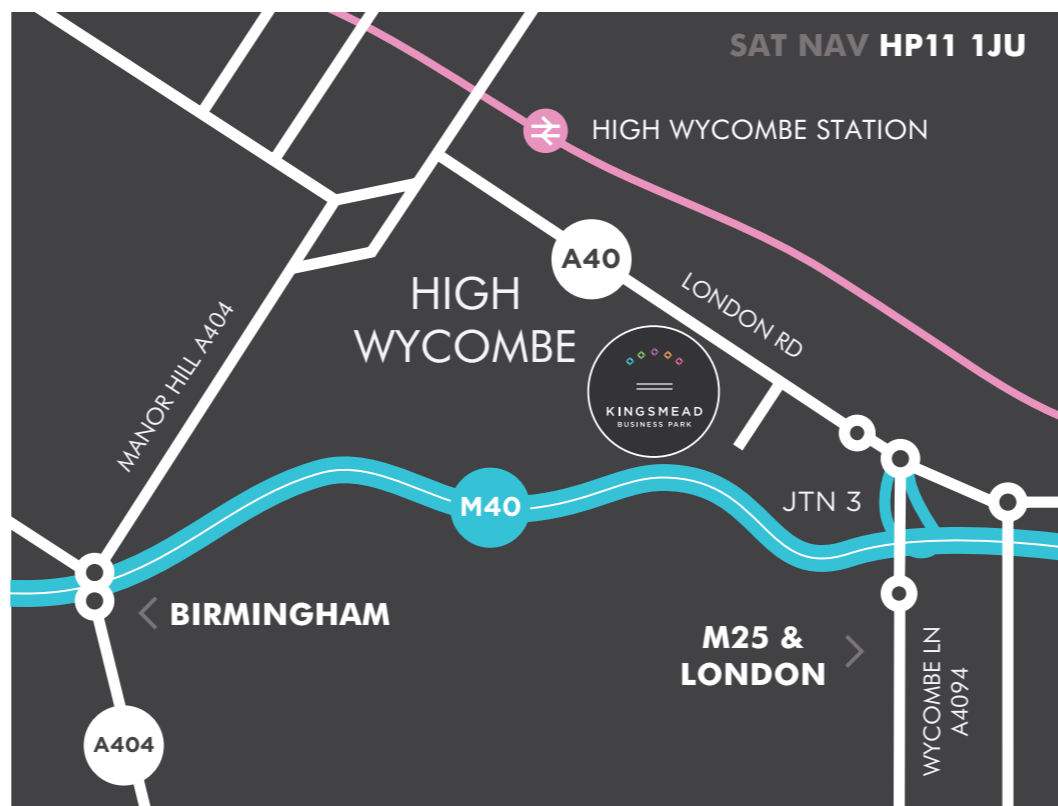 SAT NAV HP11 1JU
HIGH WYCOMBE STATION
A40
HIGH
WYCOMBE
LONDON RD
MANOR HILL A404
KINGSMEAD
BUSINESS PARK
M40
JTN 3
BIRMINGHAM
M25 &
LONDON
WYCOMBE LN
A4094
A404